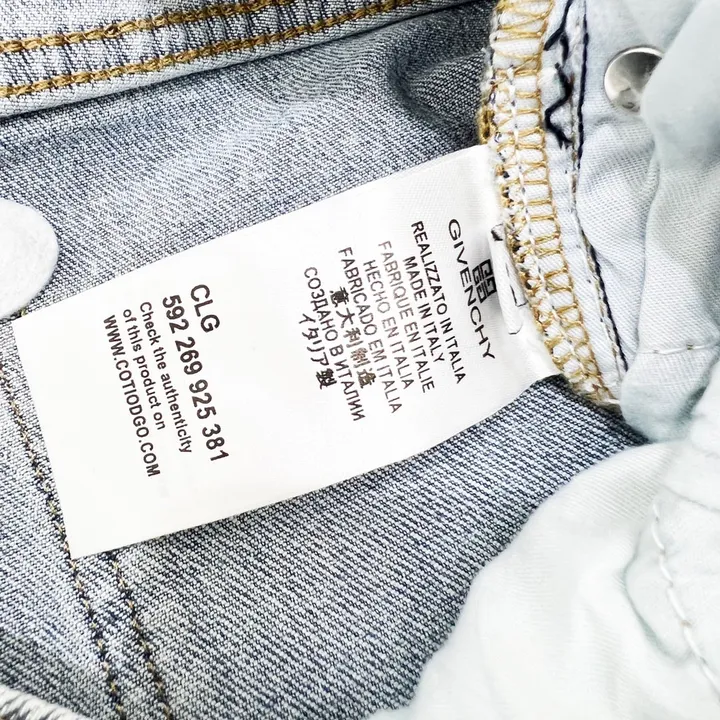 GIVENCHY
REALIZZATO IN ITALIA
MADE IN ITALY
FABRIQUE EN ITALIE
HECHO EN ITALIA
FABRICADO EM ITALIA
意大利制造
СОЗДАНО В ИТАЛИИ
イタリア製
CLG
592 269 925 381
Check the authenticity
of this product on
WWW.COTIODGO.COM